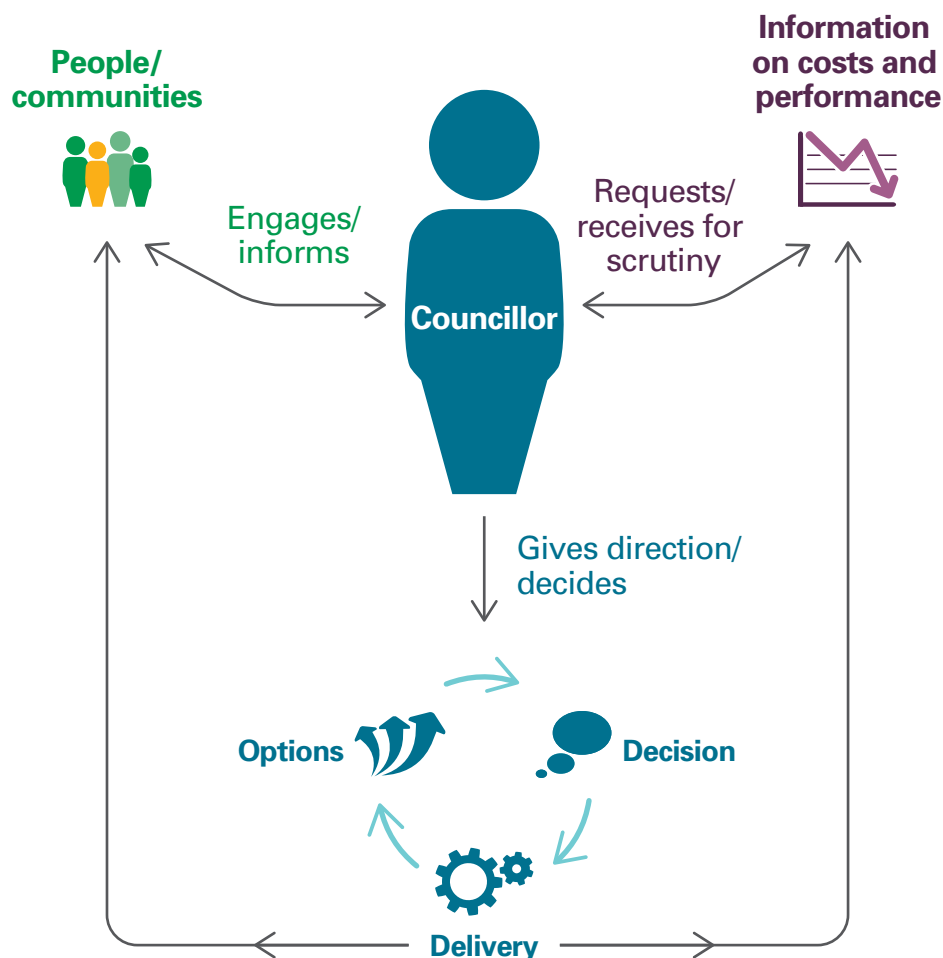 People/
communities
Information
on costs and
performance
Engages/
informs
Requests/
receives for
scrutiny
Councillor
Gives direction/
decides
Options
Decision
Delivery